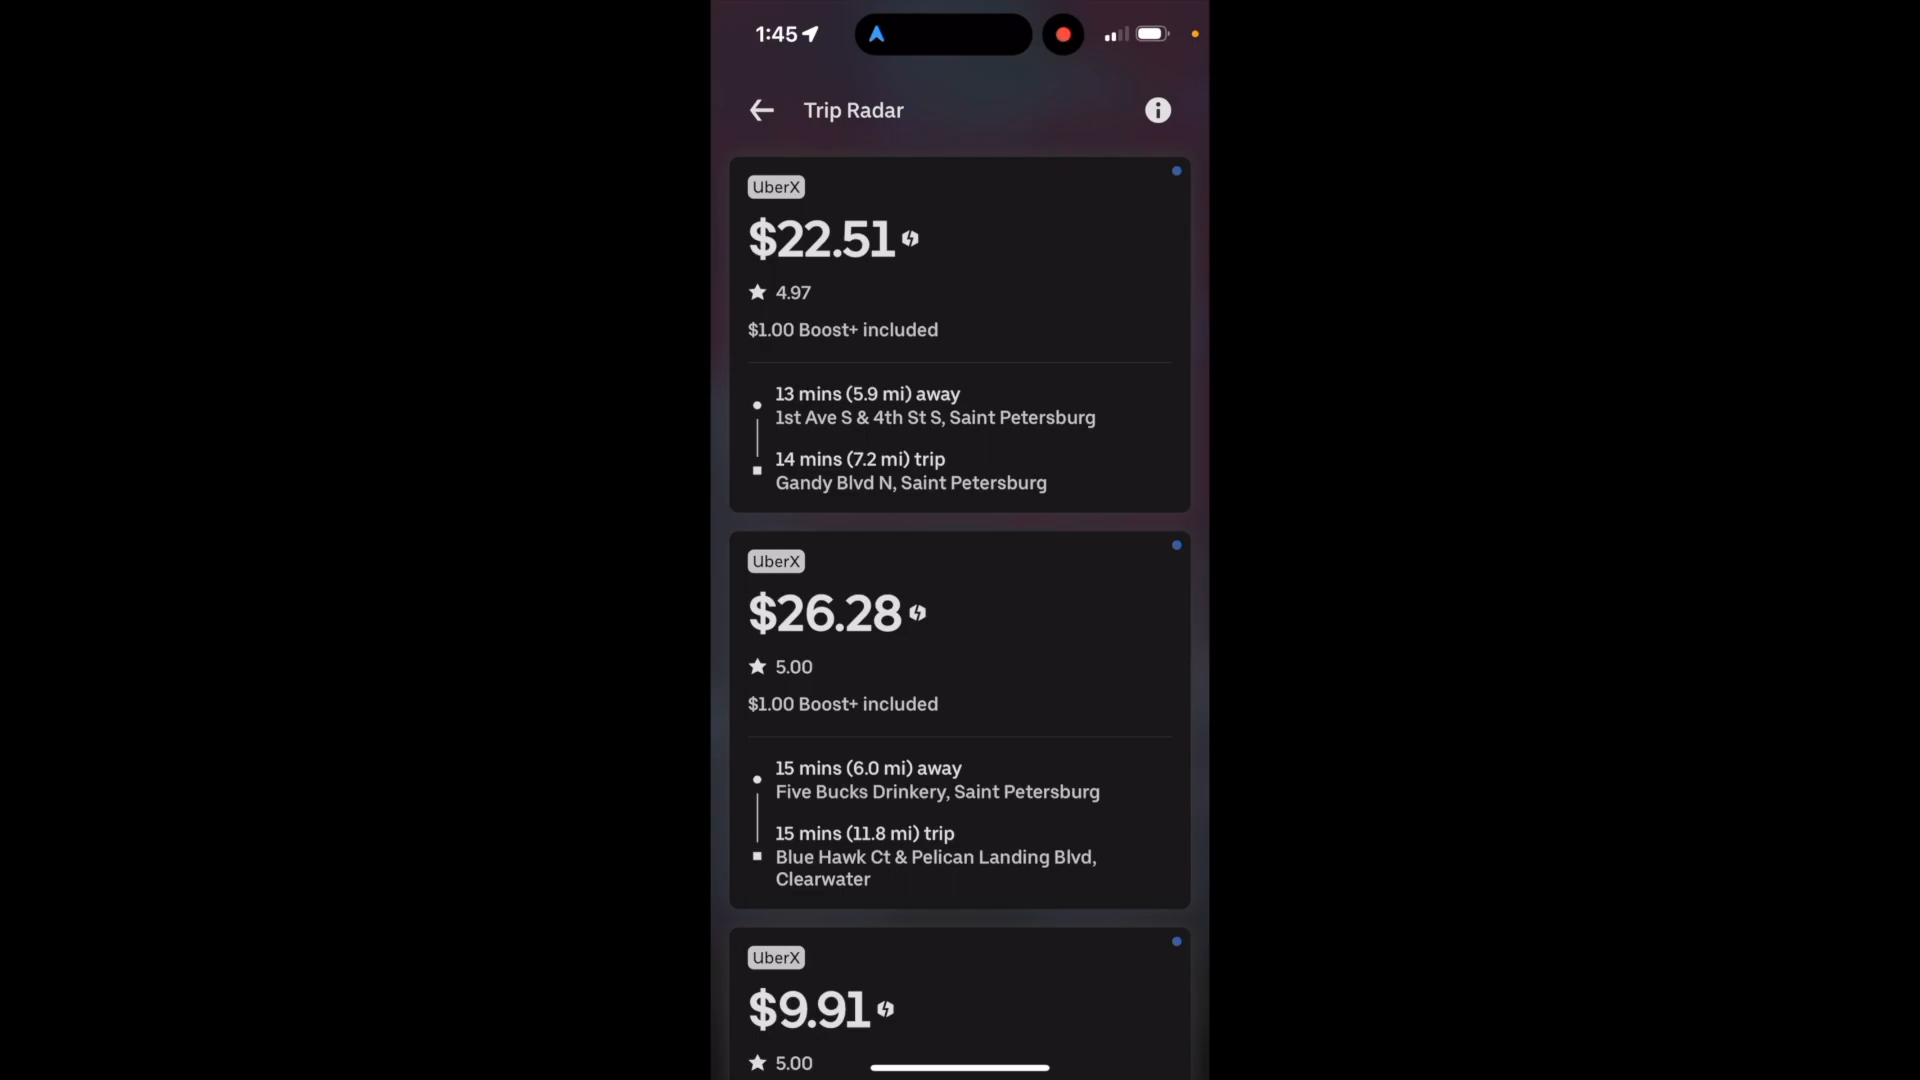 1:45
Trip Radar
UberX
$22.51
4.97
$1.00 Boost+ included
13 mins (5.9 mi) away
1st Ave S & 4th St S, Saint Petersburg
14 mins (7.2 mi) trip
Gandy Blvd N, Saint Petersburg
UberX
$26.28
5.00
$1.00 Boost+ included
15 mins (6.0 mi) away
Five Bucks Drinkery, Saint Petersburg
15 mins (11.8 mi) trip
Blue Hawk Ct & Pelican Landing Blvd,
Clearwater
UberX
$9.91
5.00